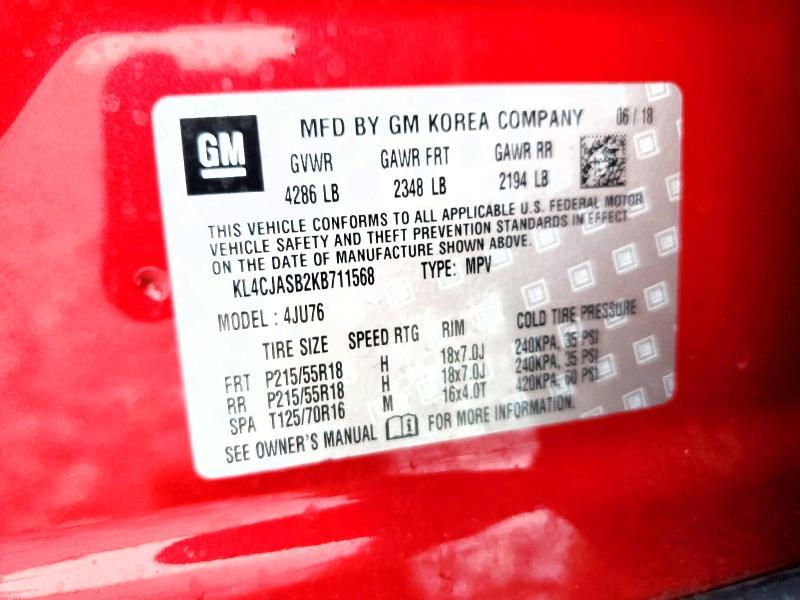 GM
MFD BY GM KOREA COMPANY 06 / 18
GVWR GAWR FRT GAWR RR
4286 LB 2348 LB 2194 LB
THIS VEHICLE CONFORMS TO ALL APPLICABLE U.S. FEDERAL MOTOR
VEHICLE SAFETY AND THEFT PREVENTION STANDARDS IN EFFECT
ON THE DATE OF MANUFACTURE SHOWN ABOVE.
KL4CJASB2KB711568 TYPE: MPV
MODEL : 4JU76
TIRE SIZE SPEED RTG RIM COLD TIRE PRESSURE
FRT P215/55R18 H 18x7.0J 240KPA, 35 PSI
RR P215/55R18 H 18x7.0J 240KPA, 35 PSI
SPA T125/70R16 M 16x4.0T 420KPA, 60 PSI
SEE OWNER'S MANUAL FOR MORE INFORMATION.